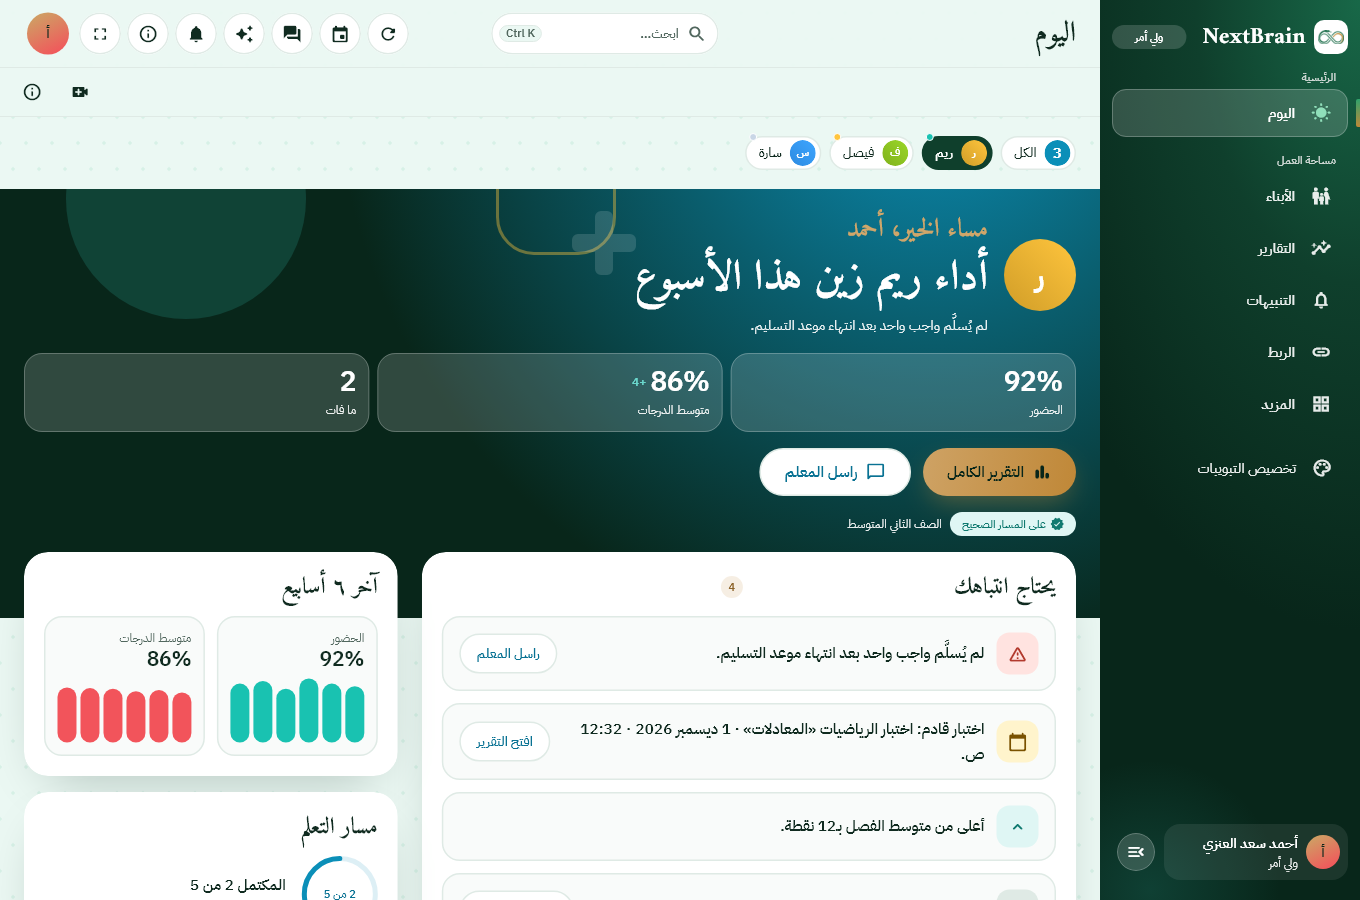 NextBrain
ولي أمر
الرئيسية
اليوم
مساحة العمل
الأبناء
التقارير
التنبيهات
الربط
المزيد
تخصيص التبويبات
أ
أحمد سعد العنزي
ولي أمر
اليوم
ابحث...
Ctrl K
أ
3 الكل
ر ريم
ف فيصل
س سارة
ر
مساء الخير، أحمد
أداء ريم زين هذا الأسبوع
لم يُسلَّم واجب واحد بعد انتهاء موعد التسليم.
92%
الحضور
86% +4
متوسط الدرجات
2
ما فات
التقرير الكامل
راسل المعلم
على المسار الصحيح
الصف الثاني المتوسط
يحتاج انتباهك
4
لم يُسلَّم واجب واحد بعد انتهاء موعد التسليم.
راسل المعلم
اختبار قادم: اختبار الرياضيات «المعادلات» · 1 ديسمبر 2026 · 12:32
ص.
افتح التقرير
أعلى من متوسط الفصل بـ12 نقطة.
آخر ٦ أسابيع
الحضور
92%
متوسط الدرجات
86%
مسار التعلم
2 من 5
المكتمل 2 من 5